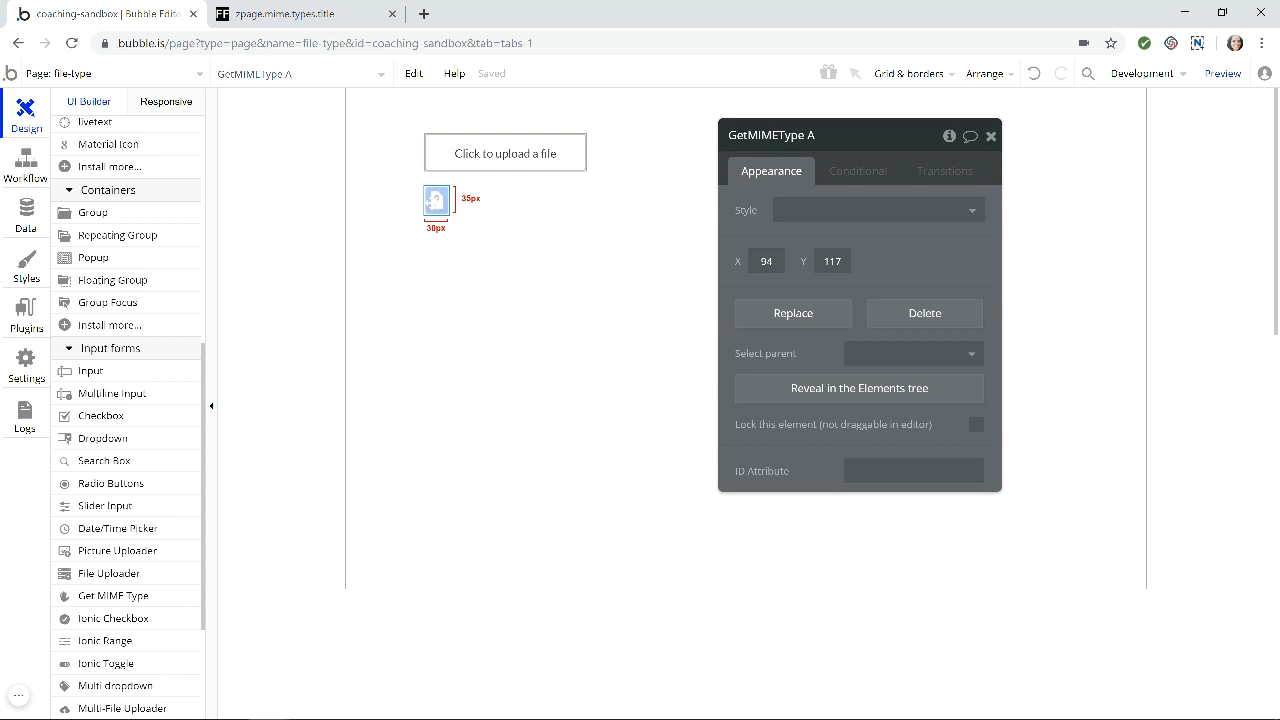 coaching-sandbox | Bubble Edito
zpage.mime.types.title
bubble.is/page?type=page&name=file-type&id=coaching-sandbox&tab=tabs-1
Page: file-type
GetMIMEType A
Edit
Help
Saved
Grid & borders
Arrange
Development
Preview
Design
Workflow
Data
Styles
Plugins
Settings
Logs
UI Builder
Responsive
livetext
Material Icon
Install more...
Containers
Group
Repeating Group
Popup
Floating Group
Group Focus
Install more...
Input forms
Input
Multiline Input
Checkbox
Dropdown
Search Box
Radio Buttons
Slider Input
Date/Time Picker
Picture Uploader
File Uploader
Get MIME Type
Ionic Checkbox
Ionic Range
Ionic Toggle
Multi dropdown
Multi-File Uploader
Click to upload a file
35px
30px
GetMIMEType A
Appearance
Conditional
Transitions
Style
X 94 Y 117
Replace
Delete
Select parent
Reveal in the Elements tree
Lock this element (not draggable in editor)
ID Attribute